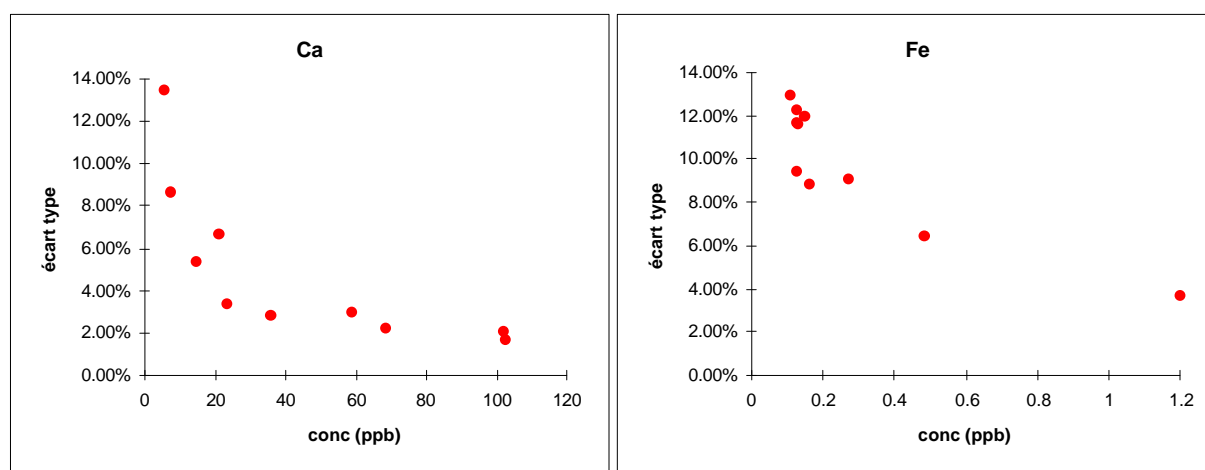 Ca
14.00%
12.00%
10.00%
8.00%
6.00%
4.00%
2.00%
0.00%
écart type
0 20 40 60 80 100 120
conc (ppb)
Fe
14.00%
12.00%
10.00%
8.00%
6.00%
4.00%
2.00%
0.00%
écart type
0 0.2 0.4 0.6 0.8 1 1.2
conc (ppb)